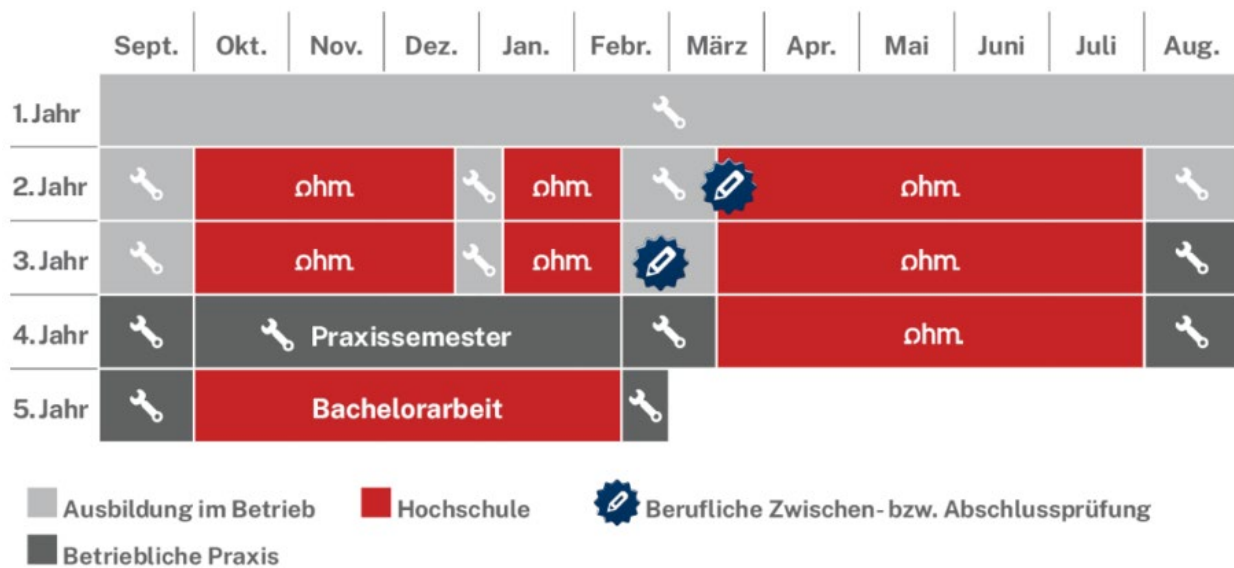 Sept. Okt. Nov. Dez. Jan. Febr. März Apr. Mai Juni Juli Aug.
1. Jahr
2. Jahr ohm ohm ohm
3. Jahr ohm ohm ohm
4. Jahr Praxissemester ohm
5. Jahr Bachelorarbeit
Ausbildung im Betrieb Hochschule Berufliche Zwischen- bzw. Abschlussprüfung
Betriebliche Praxis